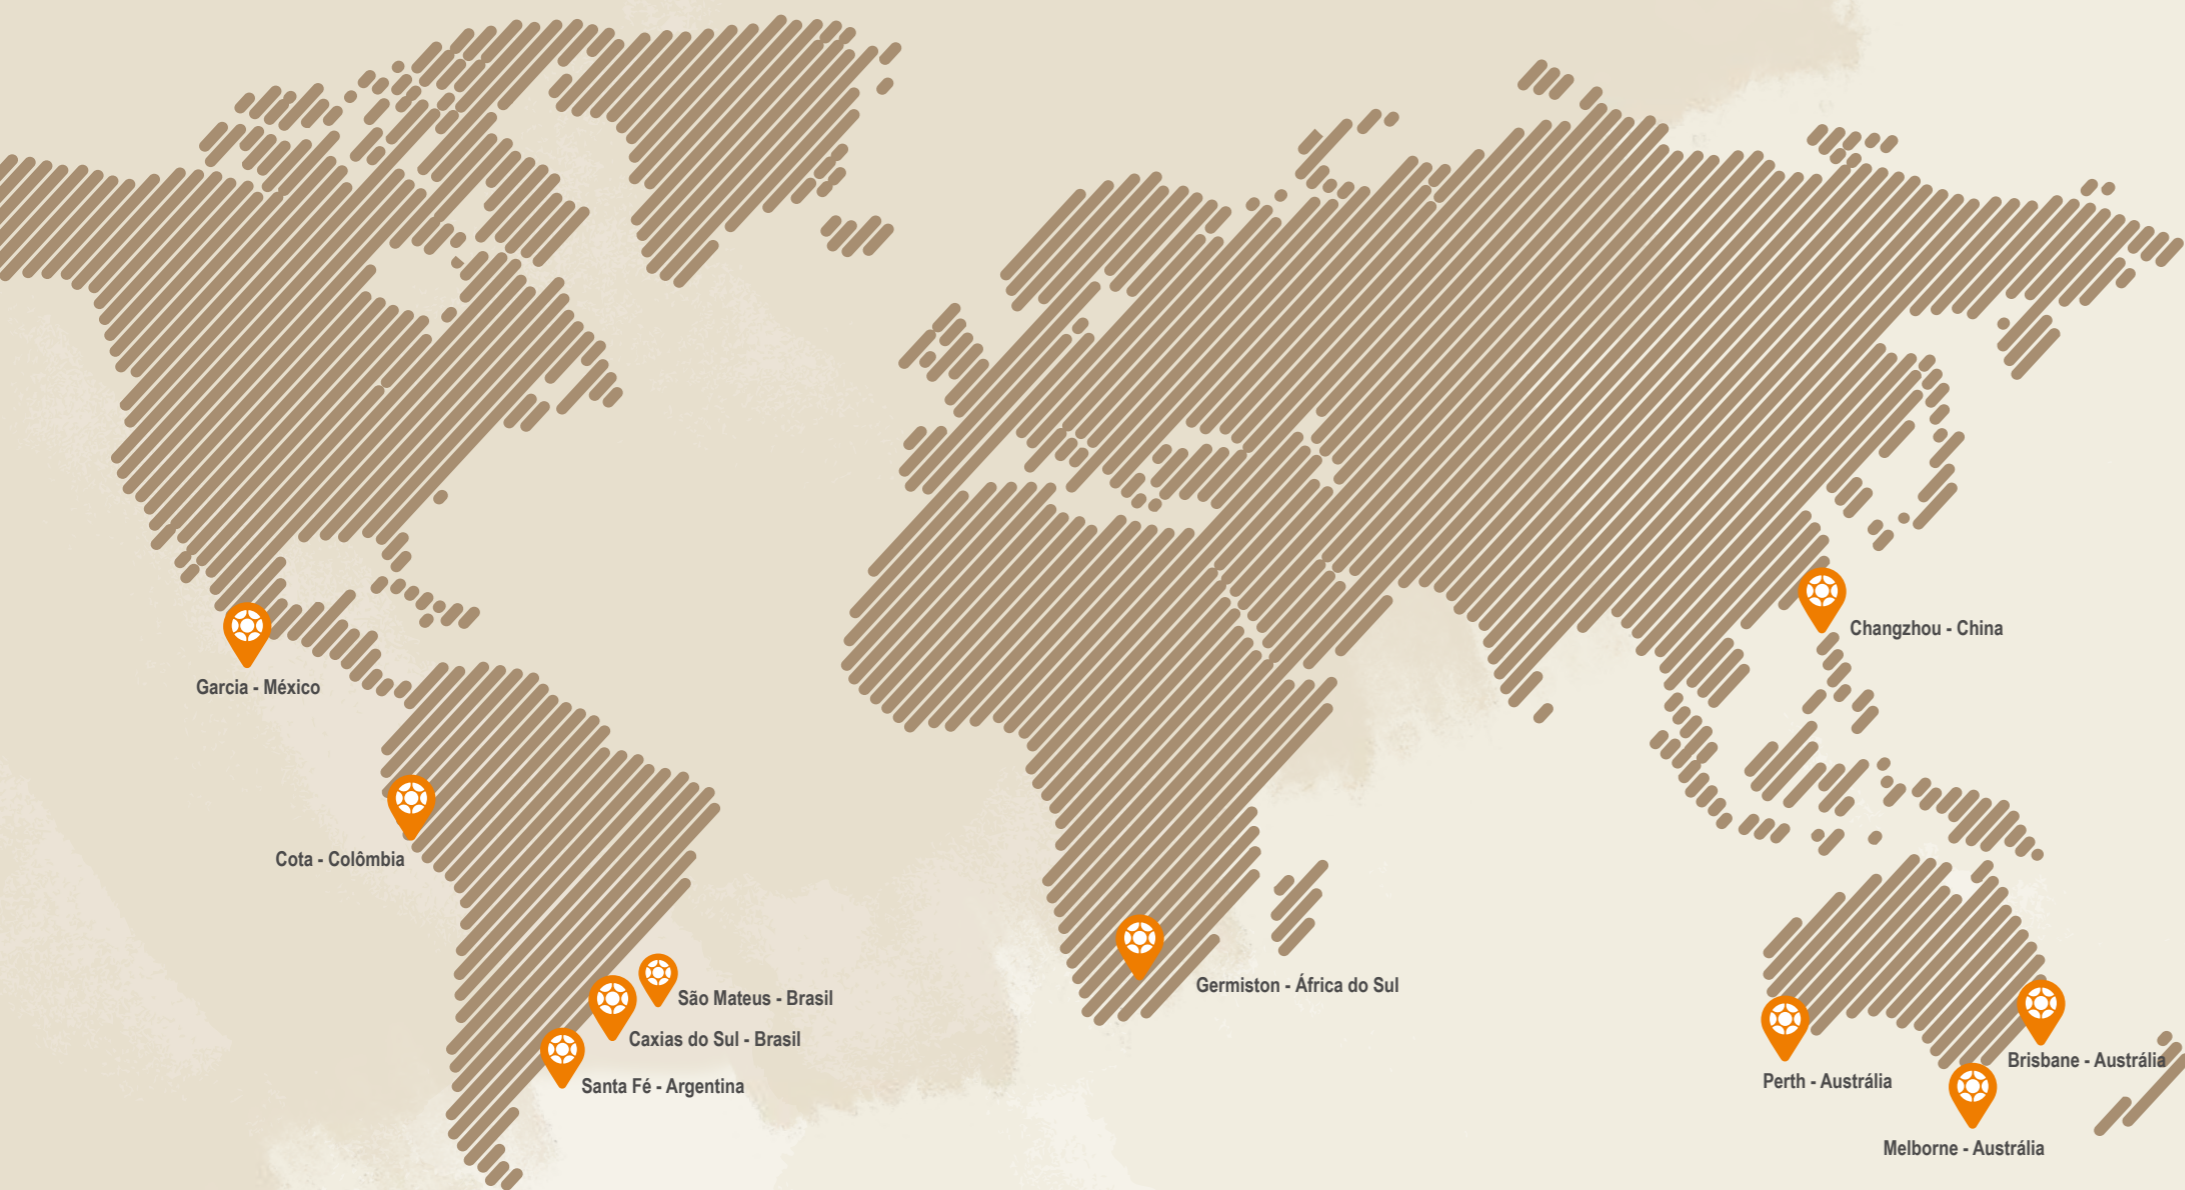 Changzhou - China
Garcia - México
Cota - Colômbia
Germiston - África do Sul
São Mateus - Brasil
Caxias do Sul - Brasil
Brisbane - Austrália
Perth - Austrália
Santa Fé - Argentina
Melborne - Austrália